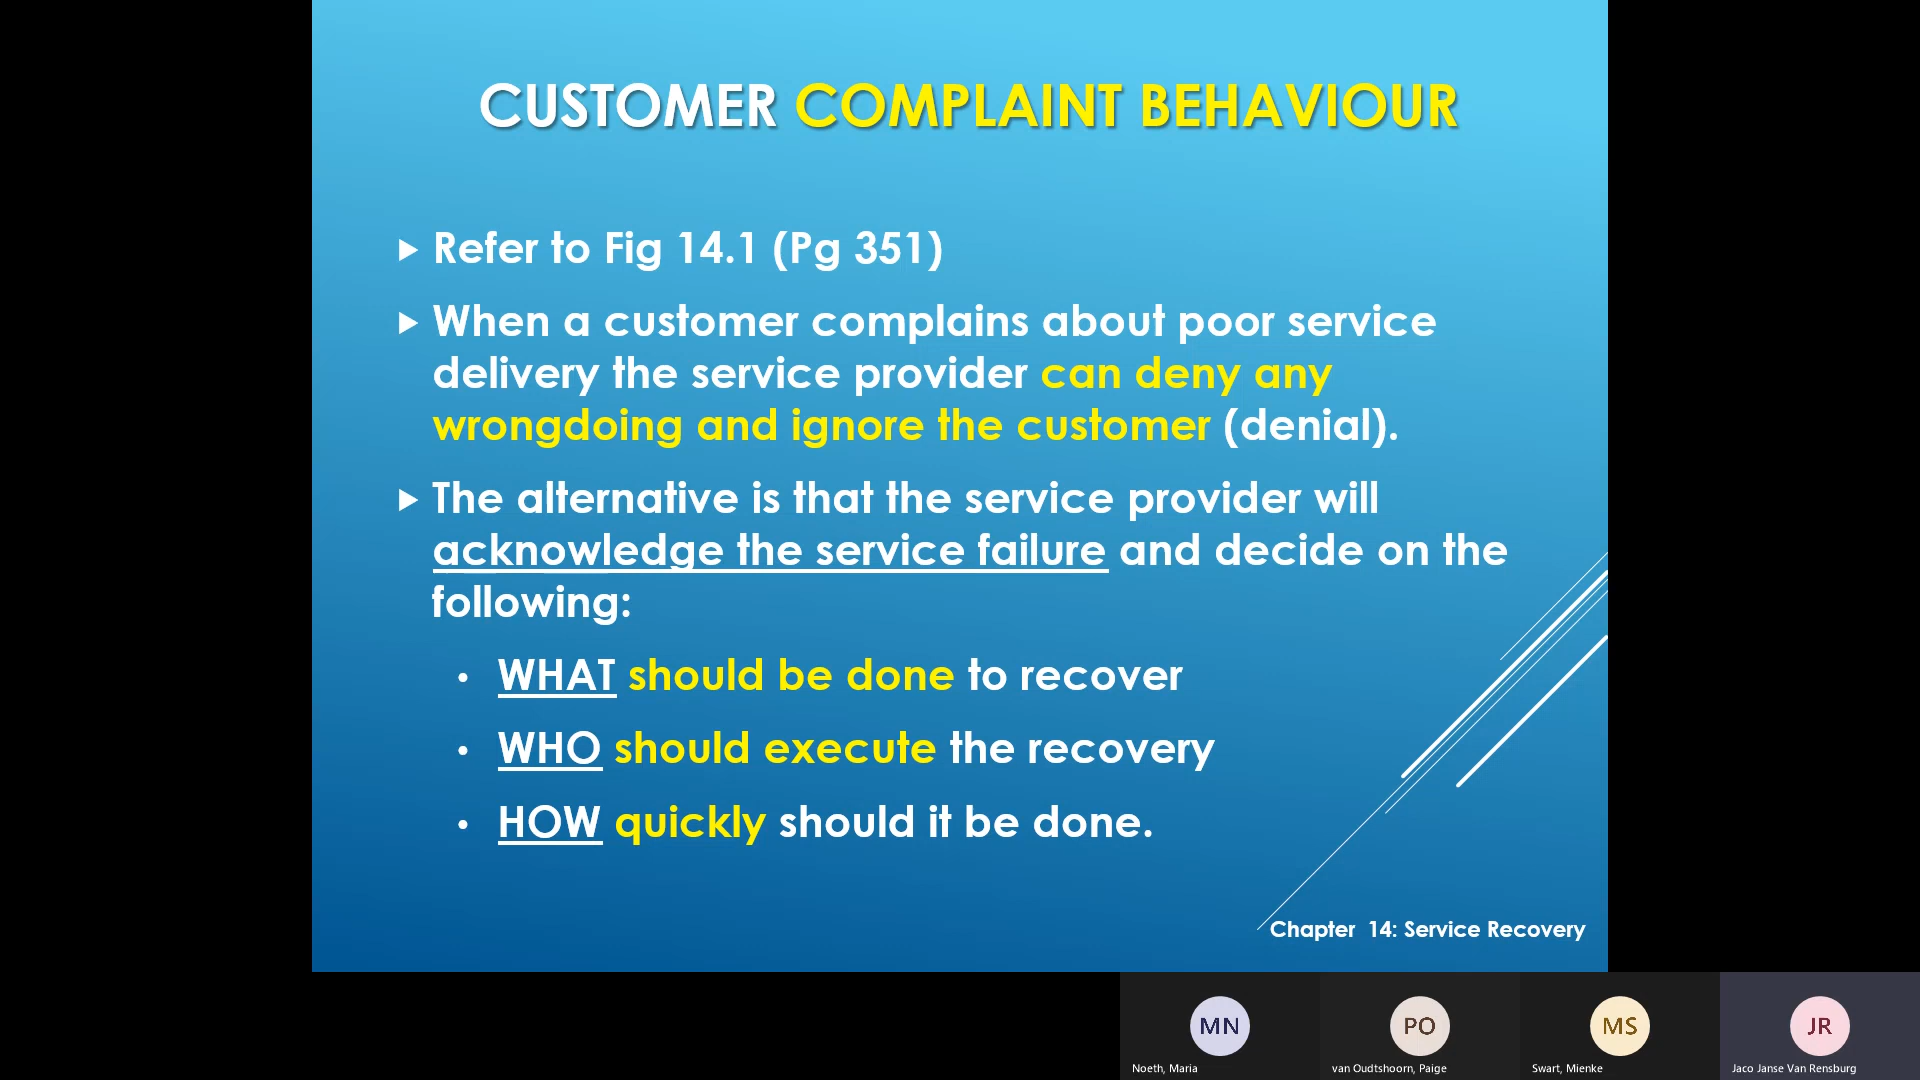 CUSTOMER COMPLAINT BEHAVIOUR
Refer to Fig 14.1 (Pg 351)
When a customer complains about poor service
delivery the service provider can deny any
wrongdoing and ignore the customer (denial).
The alternative is that the service provider will
acknowledge the service failure and decide on the
following:
• WHAT should be done to recover
• WHO should execute the recovery
• HOW quickly should it be done.
Chapter 14: Service Recovery
MN
PO
MS
JR
Noeth, Maria
van Oudtshoorn, Paige
Swart, Mienke
Jaco Janse Van Rensburg